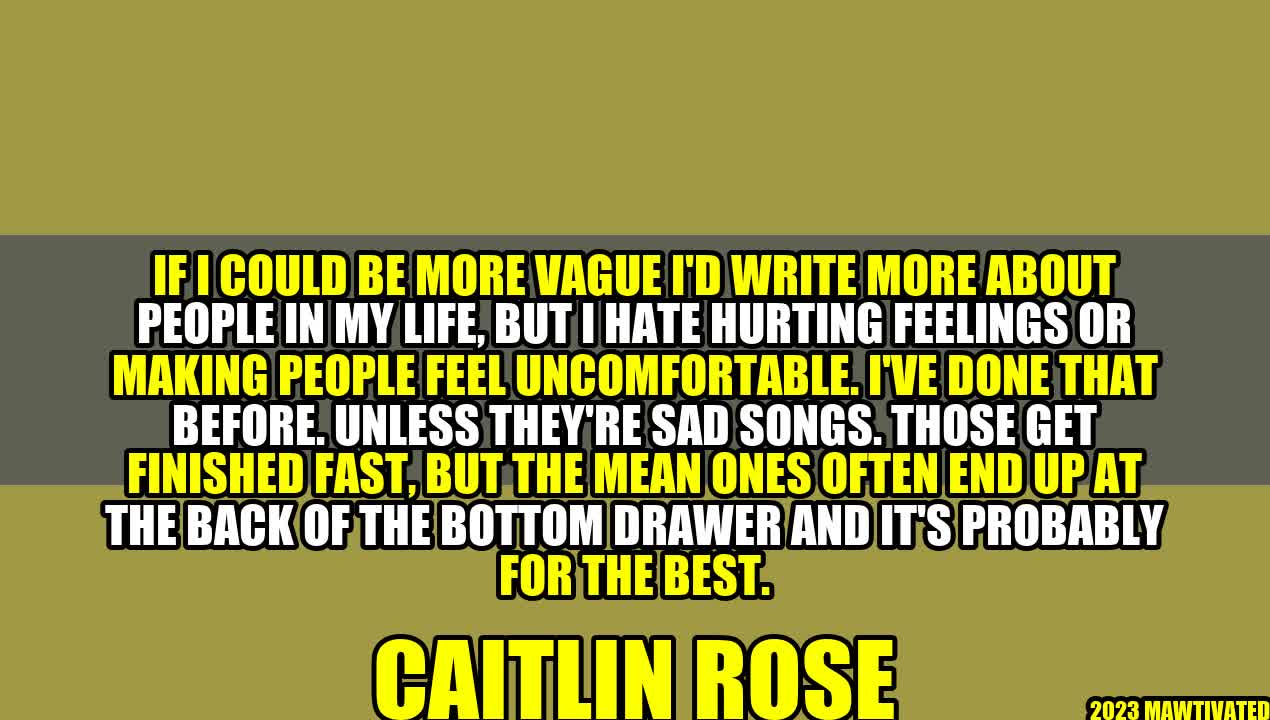 IF I COULD BE MORE VAGUE I'D WRITE MORE ABOUT
PEOPLE IN MY LIFE, BUT I HATE HURTING FEELINGS OR
MAKING PEOPLE FEEL UNCOMFORTABLE. I'VE DONE THAT
BEFORE. UNLESS THEY'RE SAD SONGS. THOSE GET
FINISHED FAST, BUT THE MEAN ONES OFTEN END UP AT
THE BACK OF THE BOTTOM DRAWER AND IT'S PROBABLY
FOR THE BEST.
CAITLIN ROSE
2023 MAWTIVATED